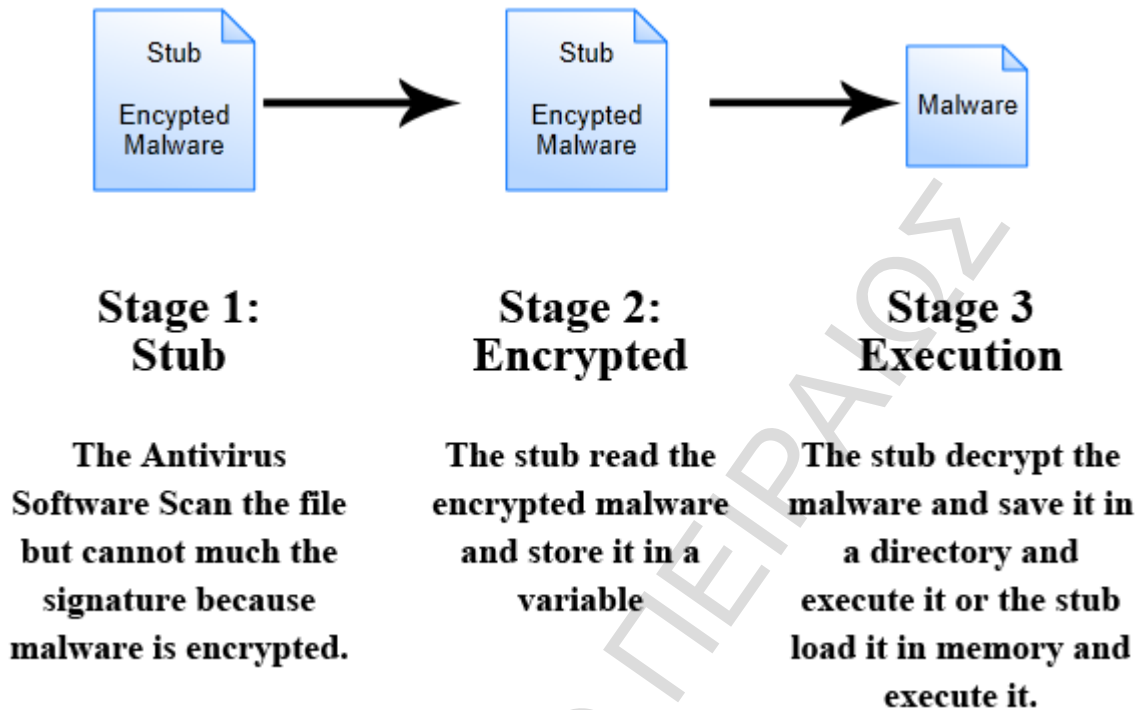 Stub
Encypted
Malware
Stub
Encypted
Malware
Malware
Stage 1:
Stub
The Antivirus
Software Scan the file
but cannot much the
signature because
malware is encrypted.
Stage 2:
Encrypted
The stub read the
encrypted malware
and store it in a
variable
Stage 3
Execution
The stub decrypt the
malware and save it in
a directory and
execute it or the stub
load it in memory and
execute it.
ΠΕΙΡΑΙΩΣ